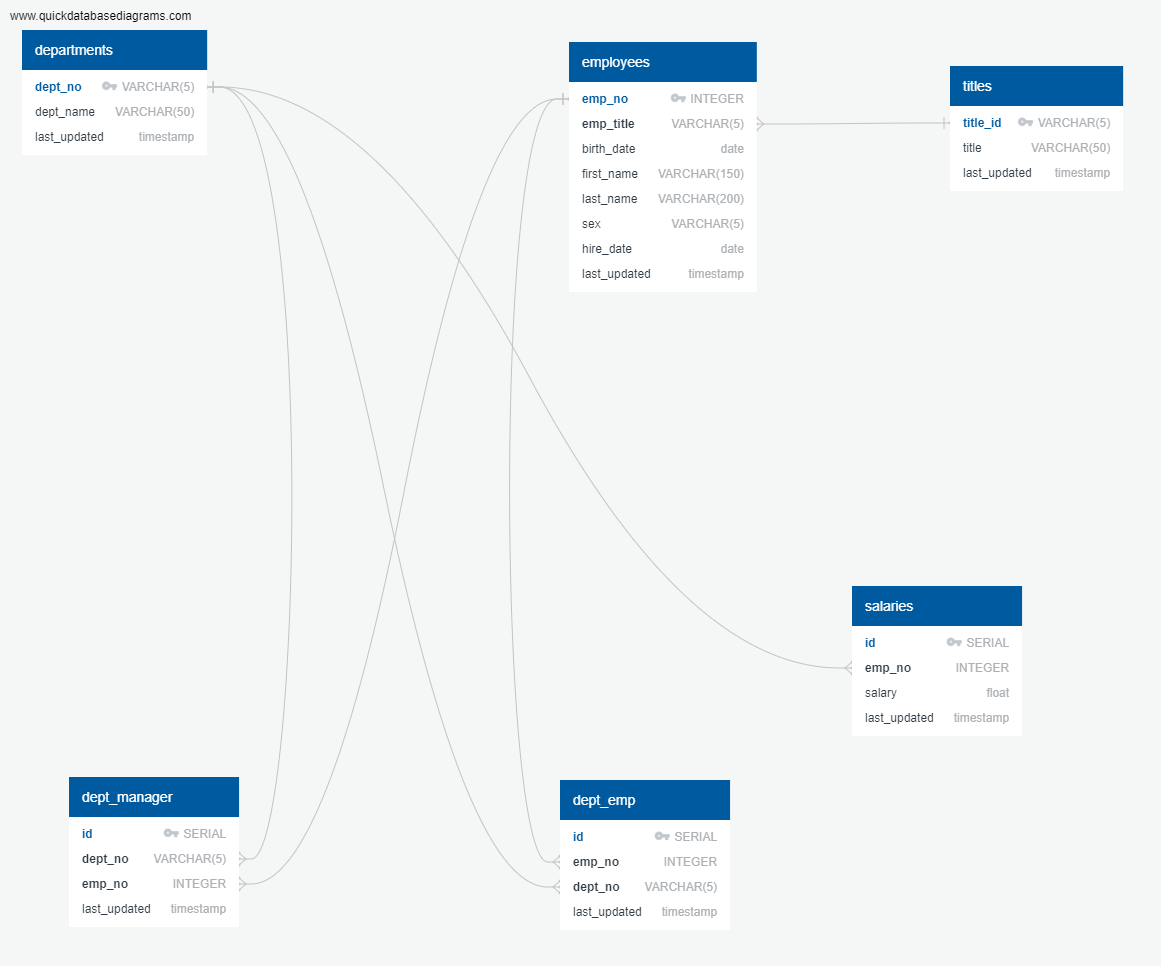 www.quickdatabasediagrams.com
departments
dept_no VARCHAR(5)
dept_name VARCHAR(50)
last_updated timestamp
employees
emp_no INTEGER
emp_title VARCHAR(5)
birth_date date
first_name VARCHAR(150)
last_name VARCHAR(200)
sex VARCHAR(5)
hire_date date
last_updated timestamp
titles
title_id VARCHAR(5)
title VARCHAR(50)
last_updated timestamp
salaries
id SERIAL
emp_no INTEGER
salary float
last_updated timestamp
dept_manager
id SERIAL
dept_no VARCHAR(5)
emp_no INTEGER
last_updated timestamp
dept_emp
id SERIAL
emp_no INTEGER
dept_no VARCHAR(5)
last_updated timestamp